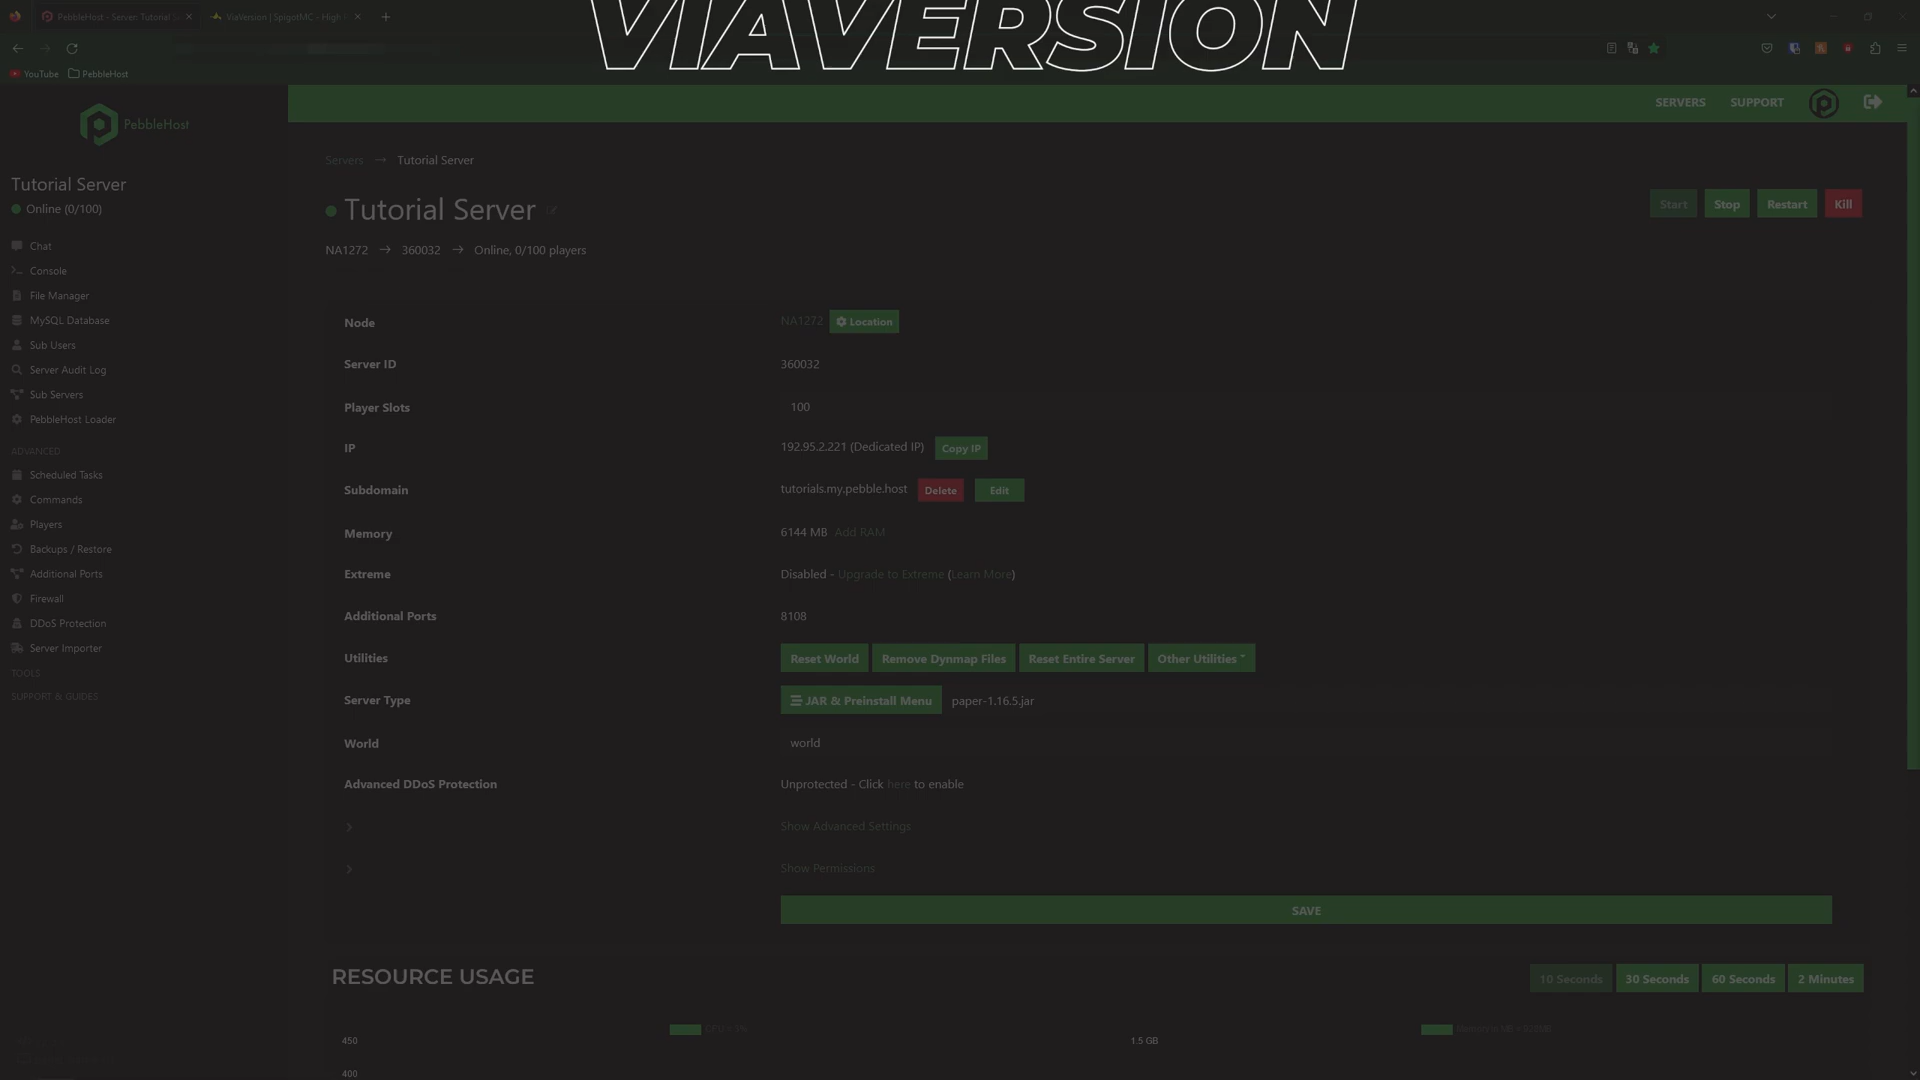 PebbleHost - Server: Tutorial
ViaVersion | SpigotMC - High
VIAVERSION
YouTube
PebbleHost
PebbleHost
SERVERS
SUPPORT
Tutorial Server
Online (0/100)
Chat
Console
File Manager
MySQL Database
Sub Users
Server Audit Log
Sub Servers
PebbleHost Loader
ADVANCED
Scheduled Tasks
Commands
Players
Backups / Restore
Additional Ports
Firewall
DDoS Protection
Server Importer
TOOLS
SUPPORT & GUIDES
Servers → Tutorial Server
Tutorial Server
Start
Stop
Restart
Kill
NA1272 → 360032 → Online, 0/100 players
Node
NA1272 Location
Server ID
360032
Player Slots
100
IP
192.95.2.221 (Dedicated IP) Copy IP
Subdomain
tutorials.my.pebble.host Delete Edit
Memory
6144 MB Add RAM
Extreme
Disabled - Upgrade to Extreme (Learn More)
Additional Ports
8108
Utilities
Reset World
Remove Dynmap Files
Reset Entire Server
Other Utilities
Server Type
JAR & Preinstall Menu paper-1.16.5.jar
World
world
Advanced DDoS Protection
Unprotected - Click here to enable
Show Advanced Settings
Show Permissions
SAVE
RESOURCE USAGE
10 Seconds
30 Seconds
60 Seconds
2 Minutes
450
1.5 GB
400